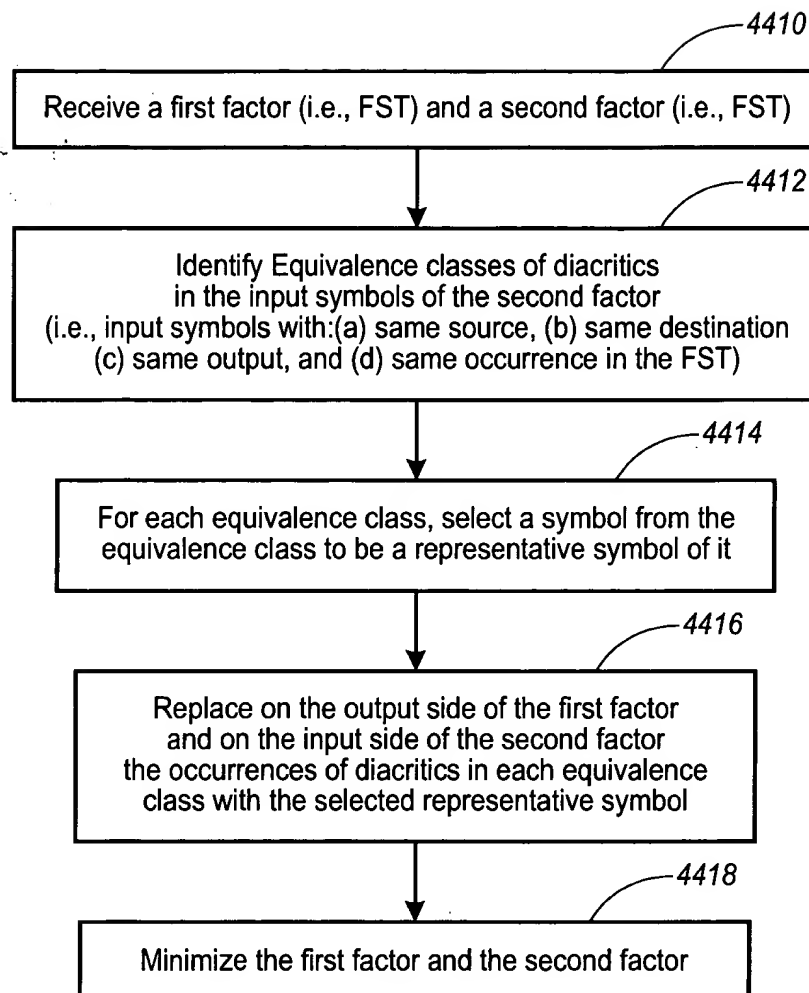 4410
Receive a first factor (i.e., FST) and a second factor (i.e., FST)
4412
Identify Equivalence classes of diacritics
in the input symbols of the second factor
(i.e., input symbols with:(a) same source, (b) same destination
(c) same output, and (d) same occurrence in the FST)
4414
For each equivalence class, select a symbol from the
equivalence class to be a representative symbol of it
4416
Replace on the output side of the first factor
and on the input side of the second factor
the occurrences of diacritics in each equivalence
class with the selected representative symbol
4418
Minimize the first factor and the second factor